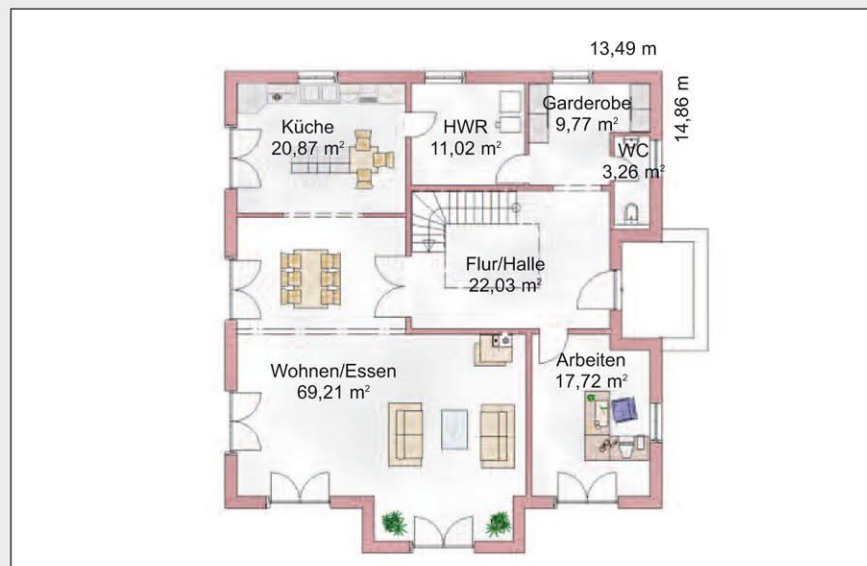 13,49 m
14,86 m
Küche
20,87 m²
HWR
11,02 m²
Garderobe
9,77 m²
WC
3,26 m²
Flur/Halle
22,03 m²
Wohnen/Essen
69,21 m²
Arbeiten
17,72 m²